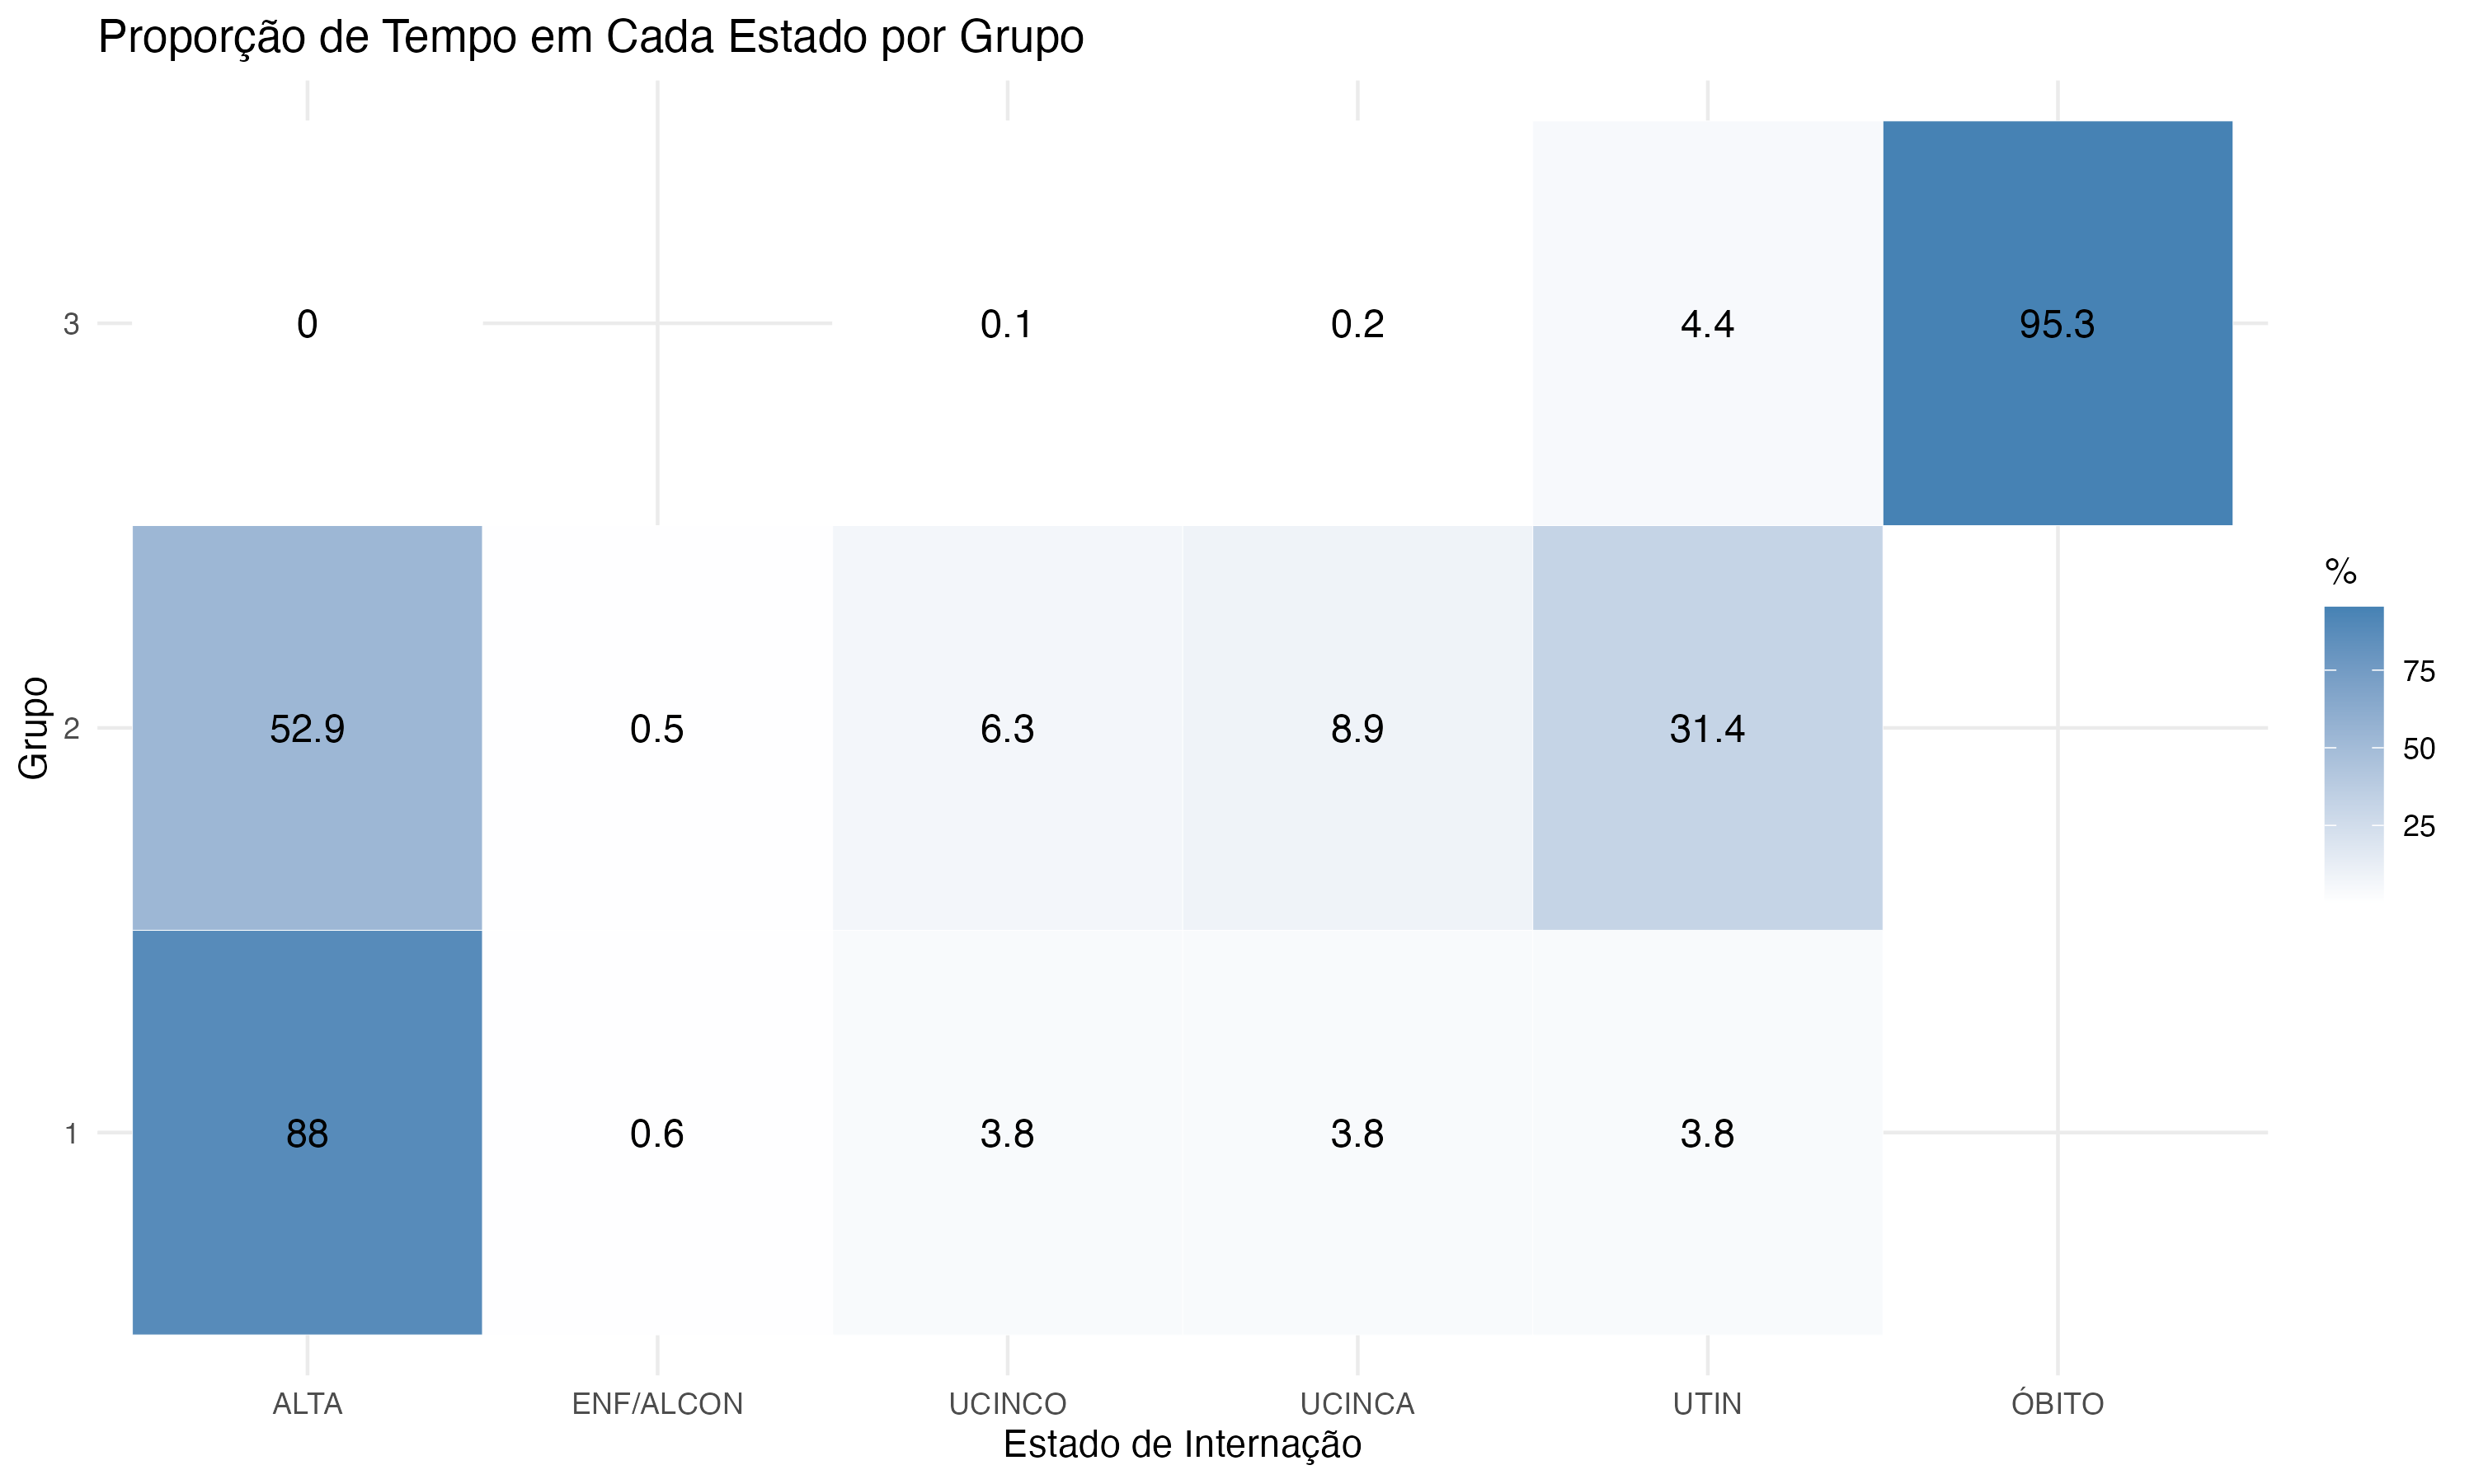 Proporção de Tempo em Cada Estado por Grupo
3
0
0.1
0.2
4.4
95.3
Grupo
2
52.9
0.5
6.3
8.9
31.4
1
88
0.6
3.8
3.8
3.8
%
75
50
25
ALTA
ENF/ALCON
UCINCO
UCINCA
UTIN
ÓBITO
Estado de Internação